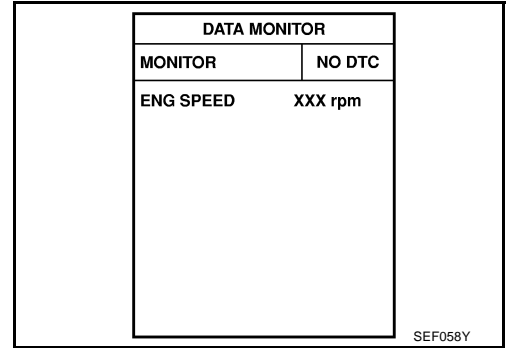 DATA MONITOR
MONITOR NO DTC
ENG SPEED XXX rpm
SEF058Y